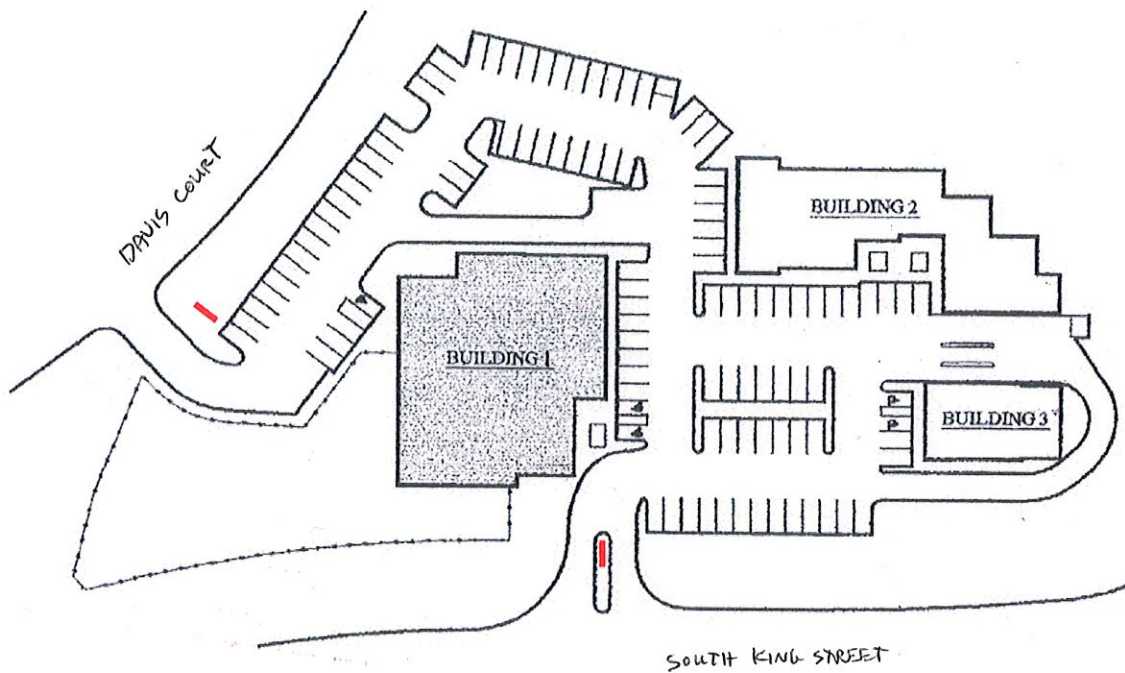 DAVIS COURT
BUILDING 2
BUILDING 1
BUILDING 3
SOUTH KING STREET